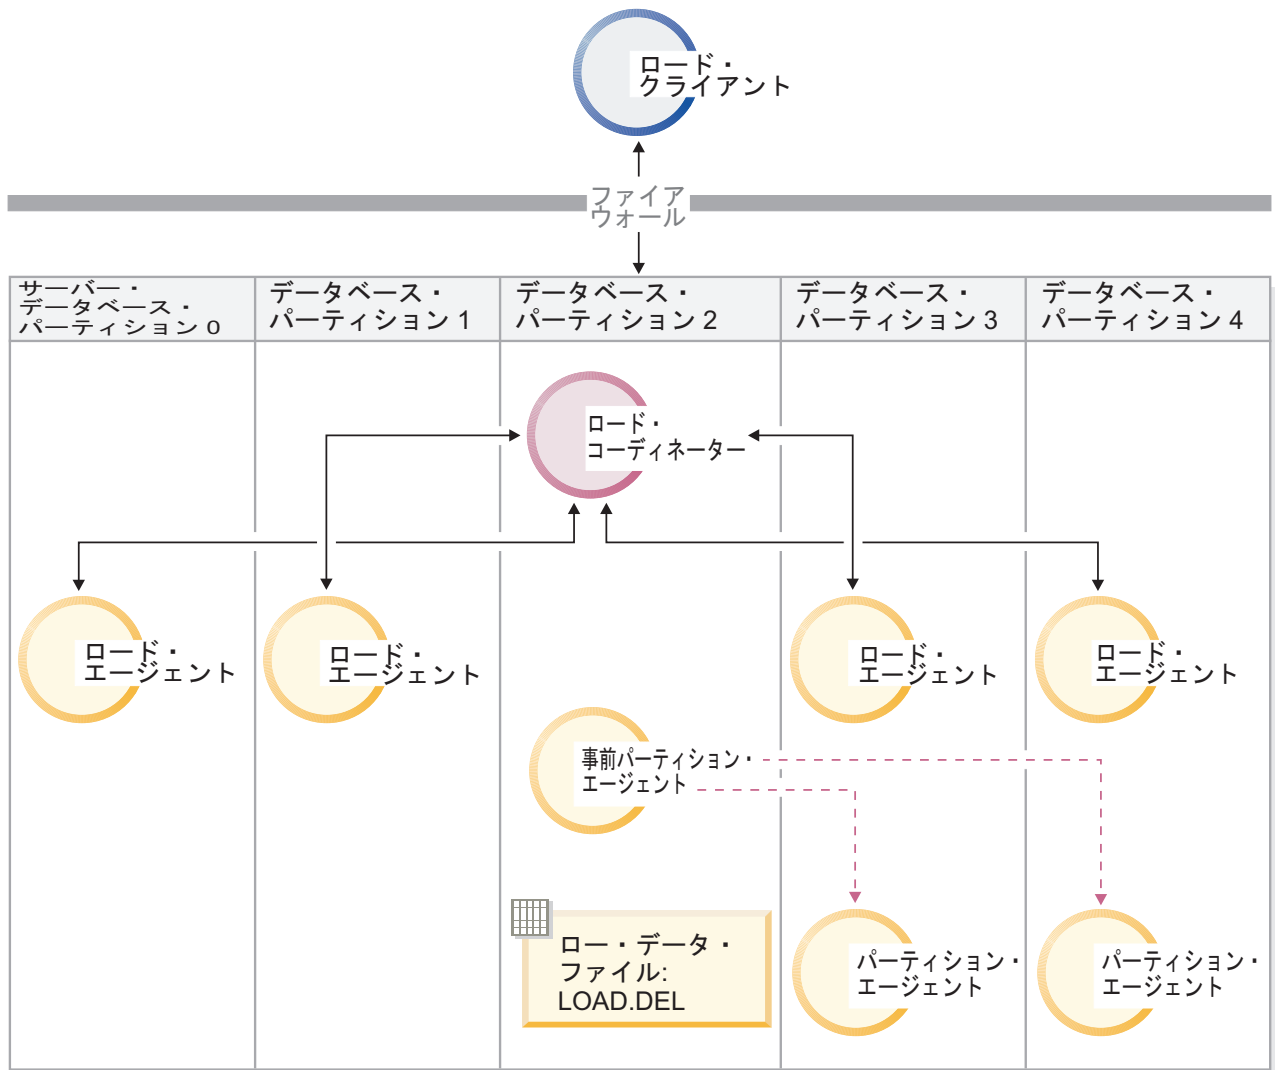 ロード・
クライアント
ファイア
ウォール
サーバー・
データベース・
パーティション 0
データベース・
パーティション 1
データベース・
パーティション 2
データベース・
パーティション 3
データベース・
パーティション 4
ロード・
コーディネーター
ロード・
エージェント
ロード・
エージェント
ロード・
エージェント
ロード・
エージェント
事前パーティション・
エージェント
ロー・データ・
ファイル:
LOAD.DEL
パーティション・
エージェント
パーティション・
エージェント